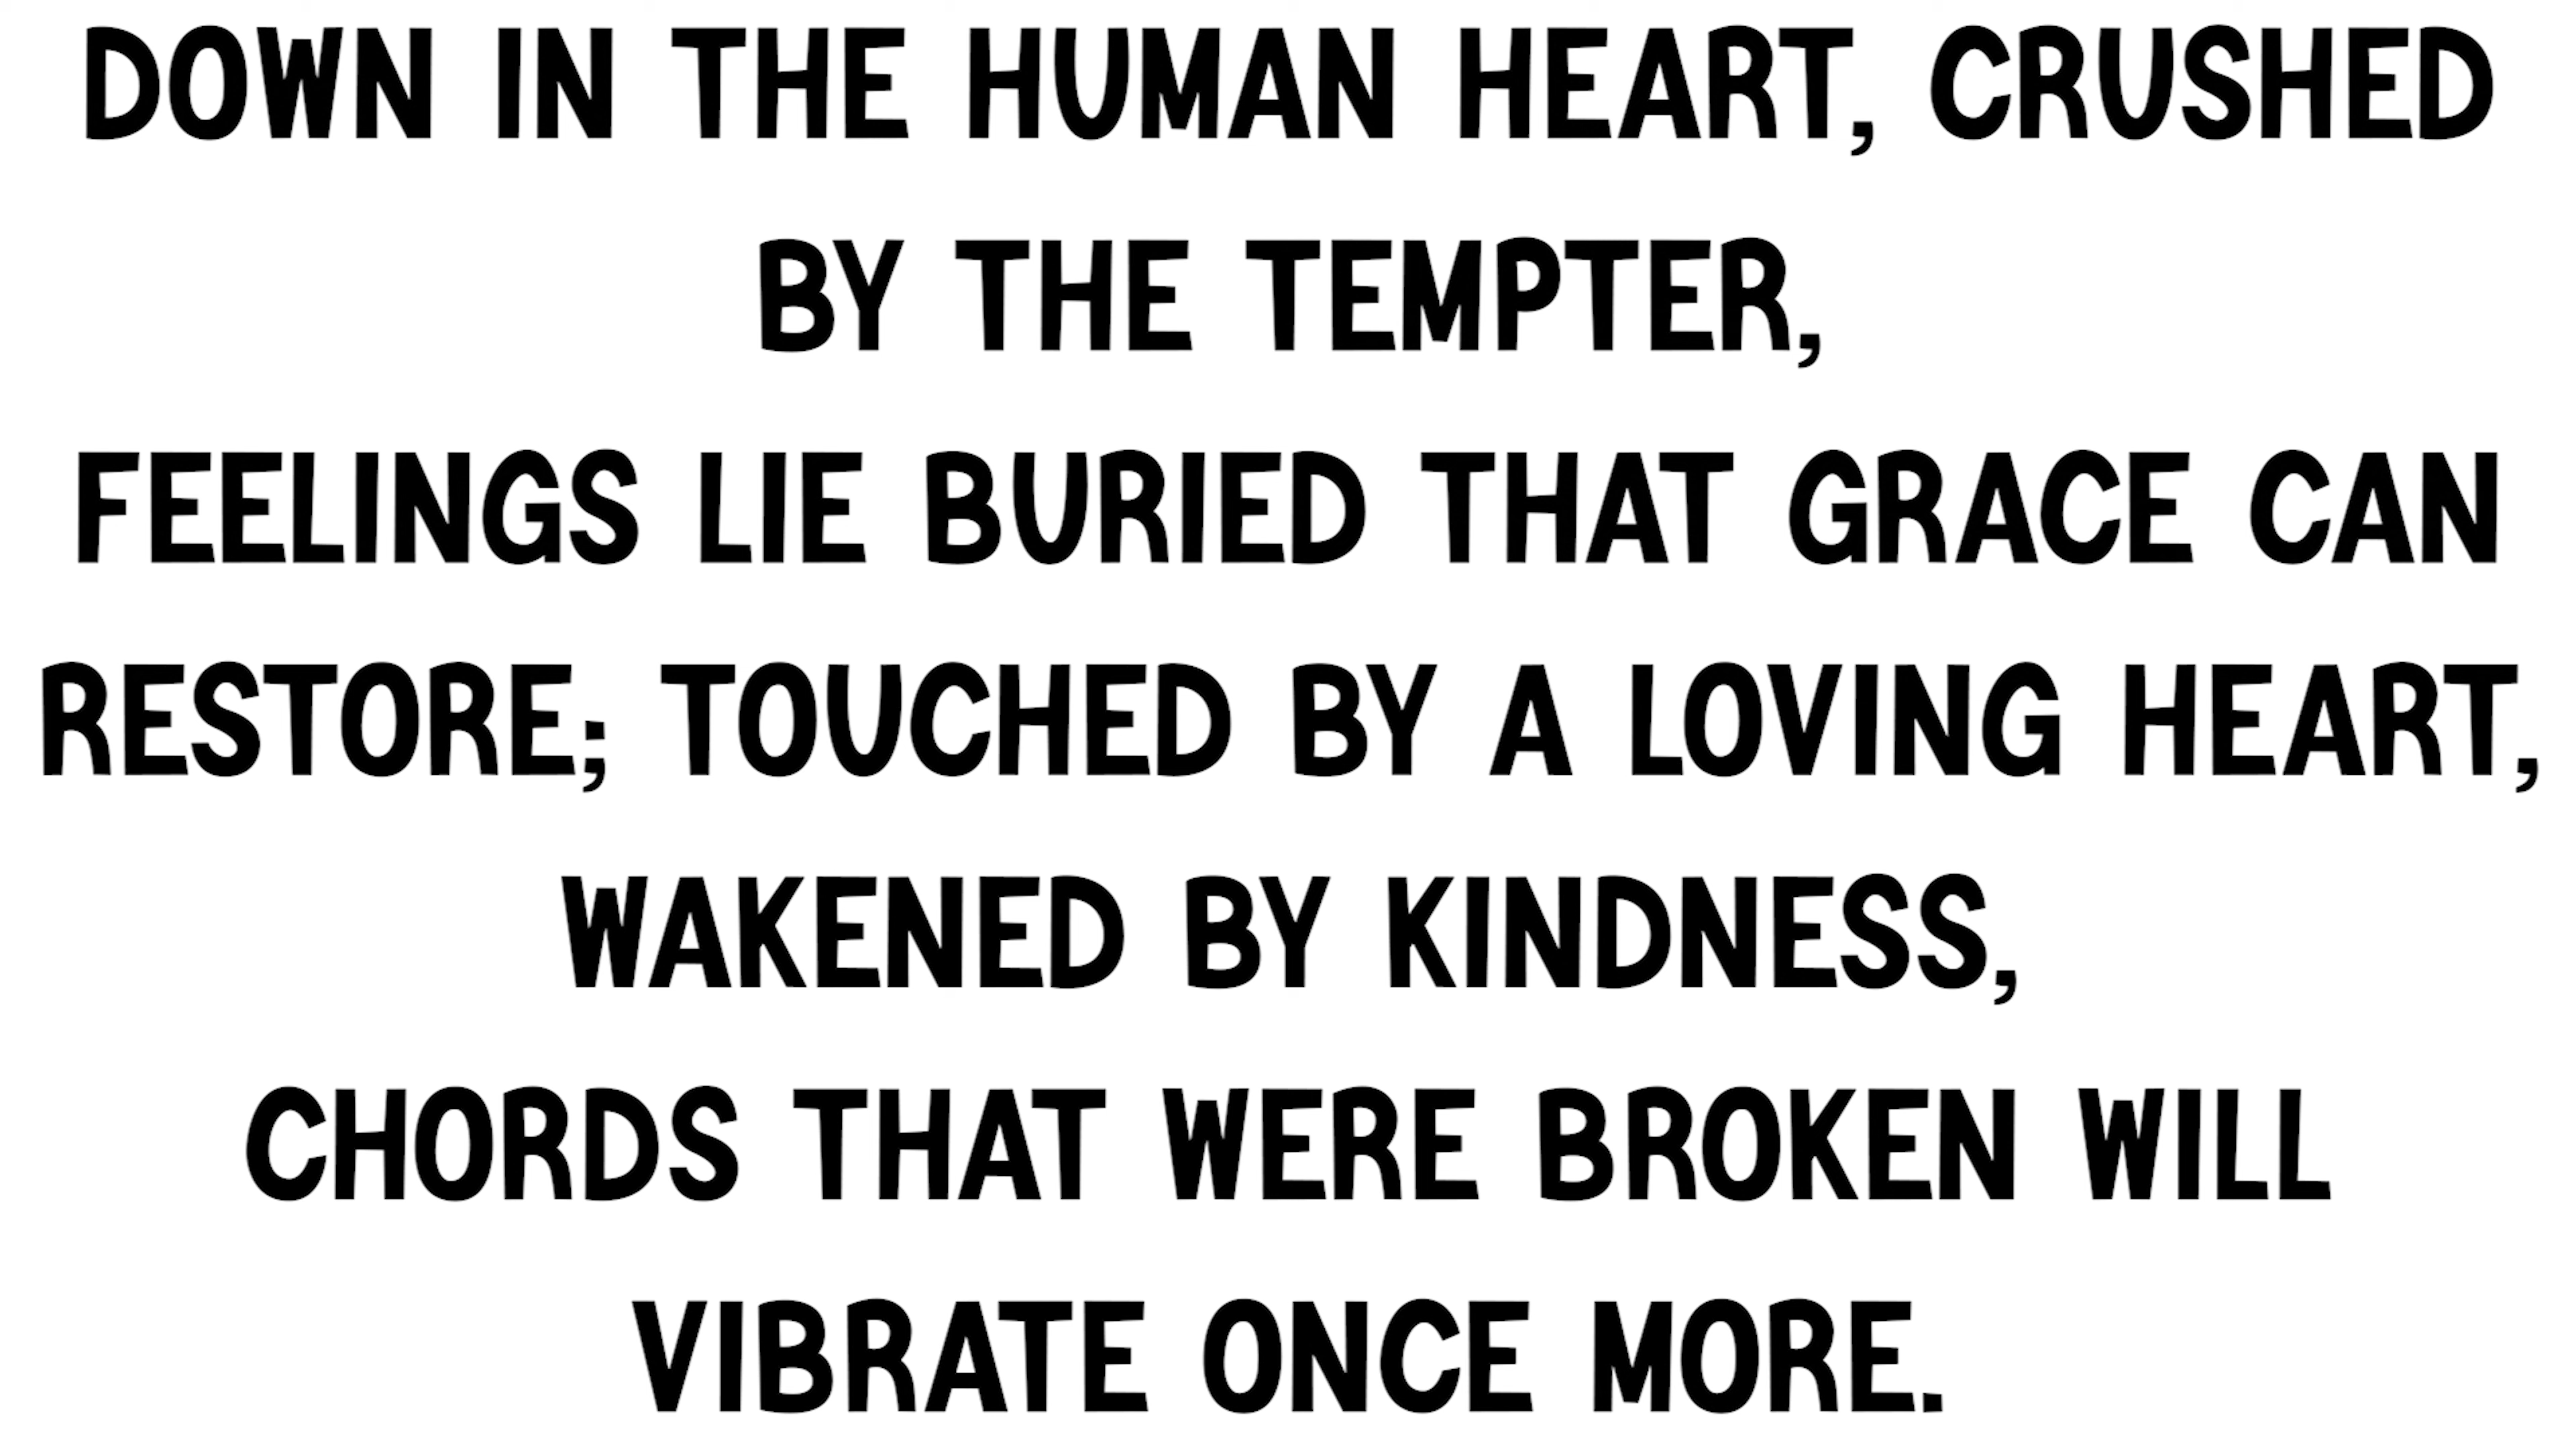 DOWN IN THE HUMAN HEART, CRUSHED
BY THE TEMPTER,
FEELINGS LIE BURIED THAT GRACE CAN
RESTORE; TOUCHED BY A LOVING HEART,
WAKENED BY KINDNESS,
CHORDS THAT WERE BROKEN WILL
VIBRATE ONCE MORE.